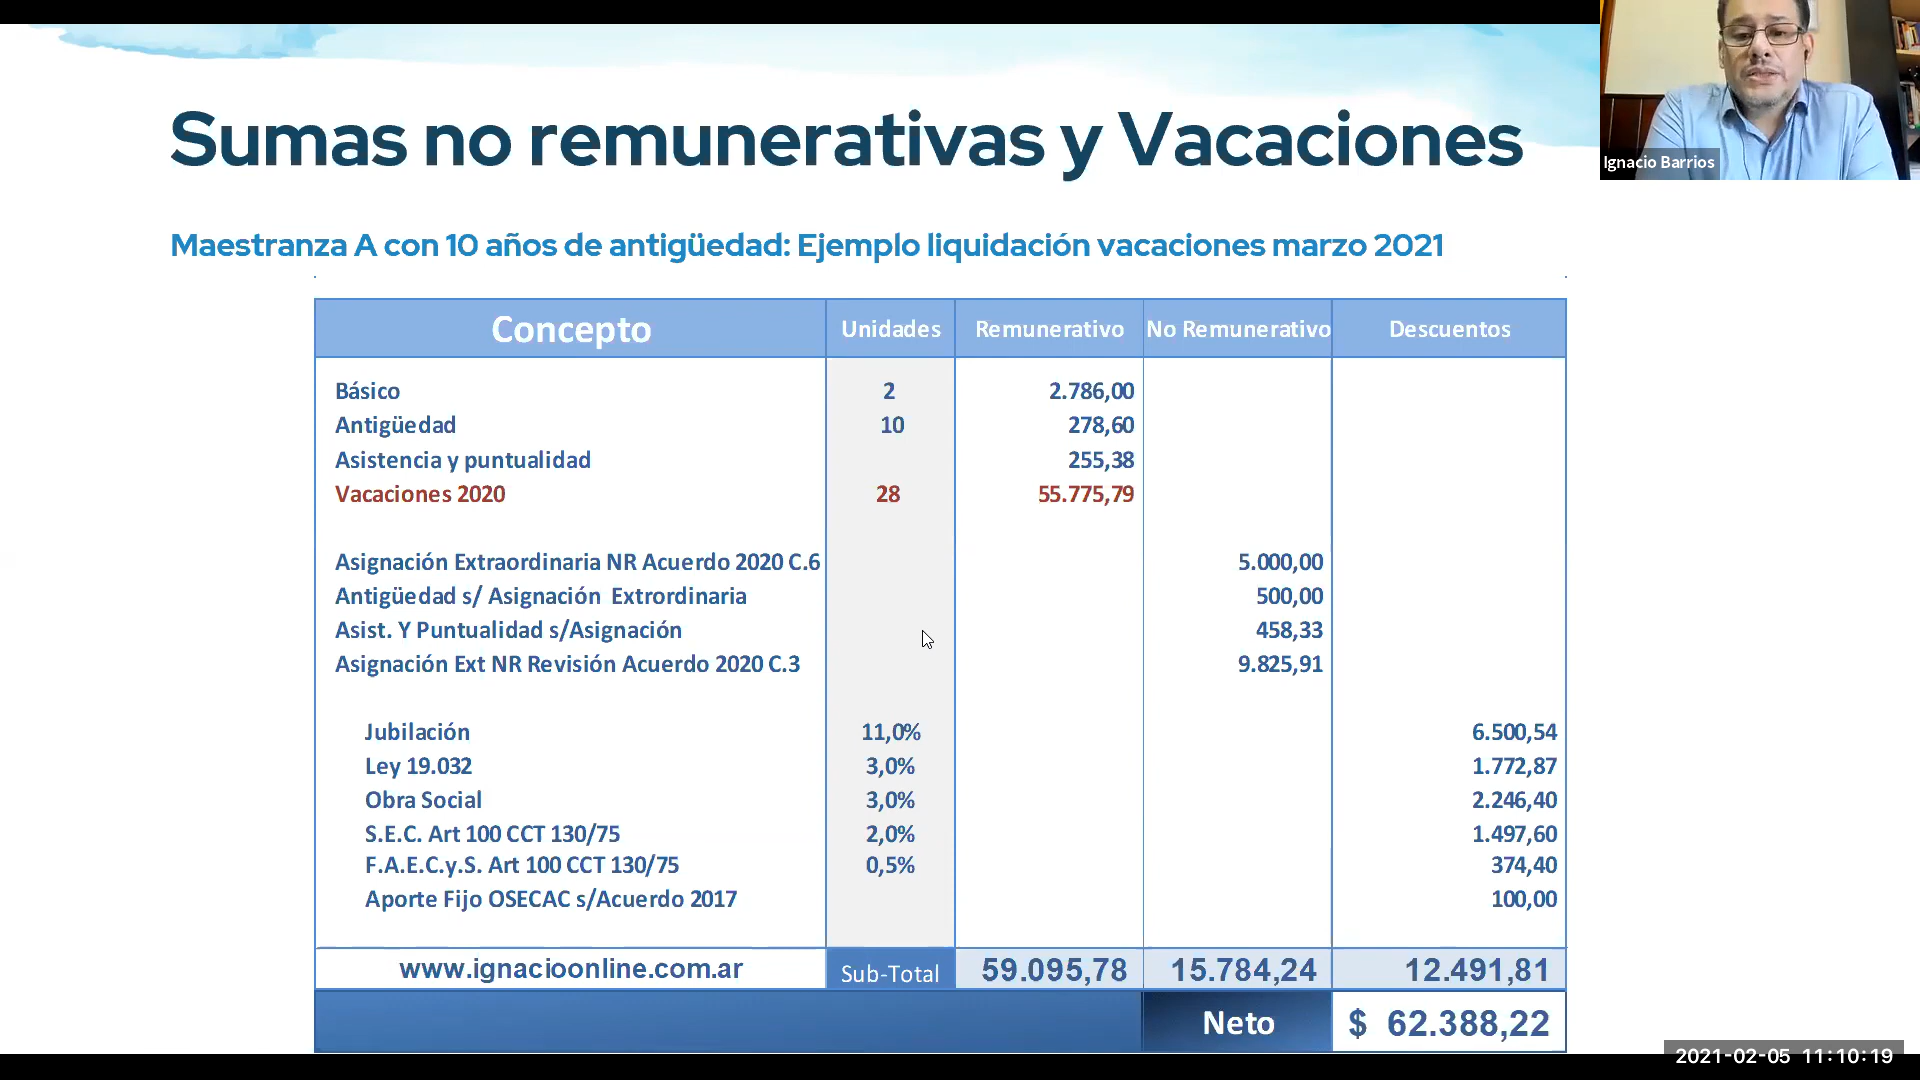 Sumas no remunerativas y Vacaciones
Ignacio Barrios
Maestranza A con 10 años de antigüedad: Ejemplo liquidación vacaciones marzo 2021
Concepto Unidades Remunerativo No Remunerativo Descuentos
Básico 2 2.786,00
Antigüedad 10 278,60
Asistencia y puntualidad 255,38
Vacaciones 2020 28 55.775,79
Asignación Extraordinaria NR Acuerdo 2020 C.6 5.000,00
Antigüedad s/ Asignación Extrordinaria 500,00
Asist. Y Puntualidad s/Asignación 458,33
Asignación Ext NR Revisión Acuerdo 2020 C.3 9.825,91
Jubilación 11,0% 6.500,54
Ley 19.032 3,0% 1.772,87
Obra Social 3,0% 2.246,40
S.E.C. Art 100 CCT 130/75 2,0% 1.497,60
F.A.E.C.y.S. Art 100 CCT 130/75 0,5% 374,40
Aporte Fijo OSECAC s/Acuerdo 2017 100,00
www.ignacioonline.com.ar Sub-Total 59.095,78 15.784,24 12.491,81
Neto $ 62.388,22
2021-02-05 11:10:19